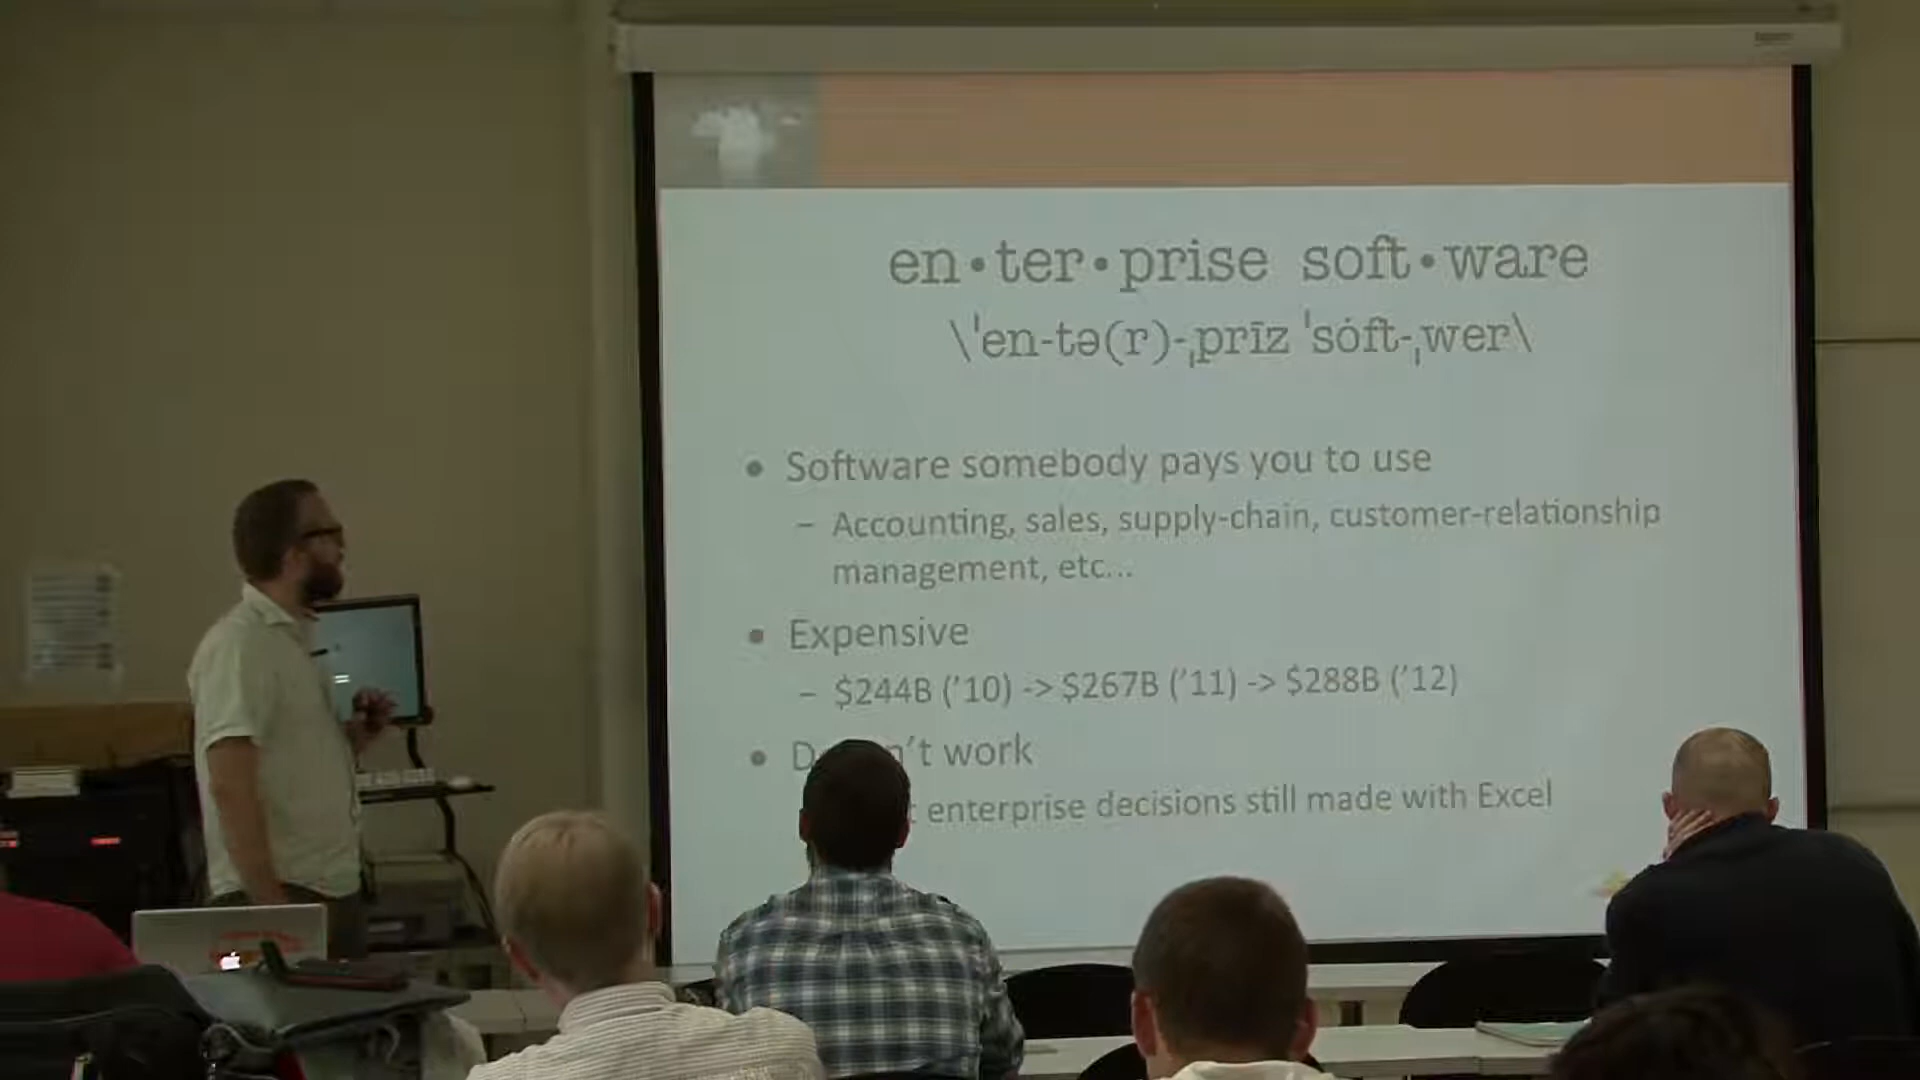 en•ter•prise soft•ware
\ˈen-tə(r)-ˌprīz ˈsȯft-ˌwer\
• Software somebody pays you to use
– Accounting, sales, supply-chain, customer-relationship
management, etc...
• Expensive
– $244B (’10) -> $267B (’11) -> $288B (’12)
• work
enterprise decisions still made with Excel